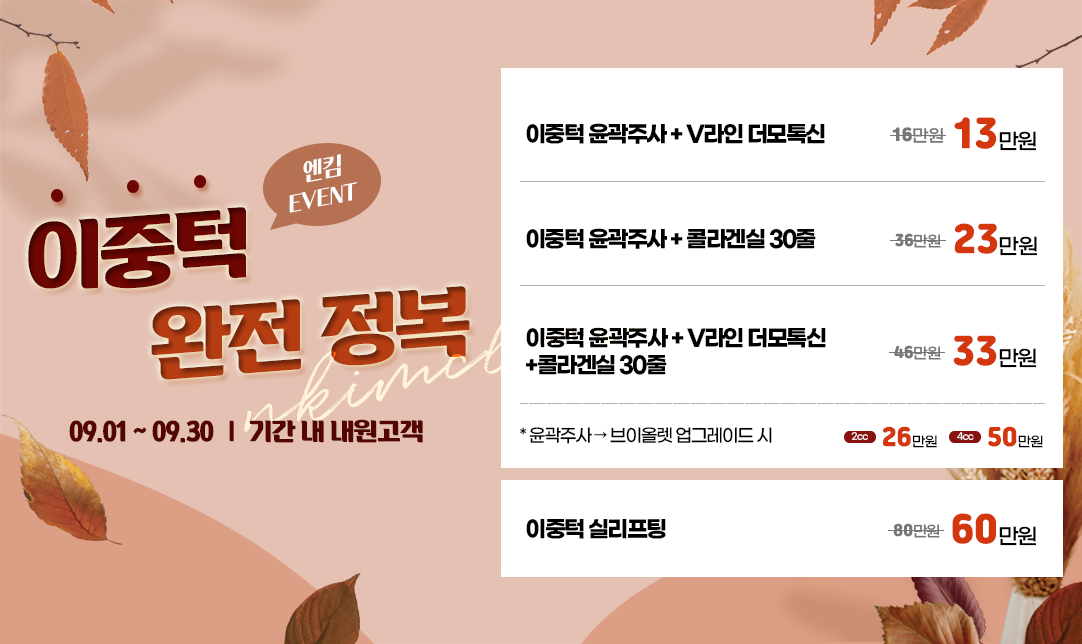 엔킴
EVENT
이중턱
완전 정복
nkimcl
09.01 ~ 09.30 | 기간 내 내원고객
이중턱 윤곽주사 + V라인 더모톡신 16만원 13만원
이중턱 윤곽주사 + 콜라겐실 30줄 36만원 23만원
이중턱 윤곽주사 + V라인 더모톡신
+콜라겐실 30줄 46만원 33만원
* 윤곽주사→브이올렛 업그레이드 시 2cc 26만원 4cc 50만원
이중턱 실리프팅 80만원 60만원